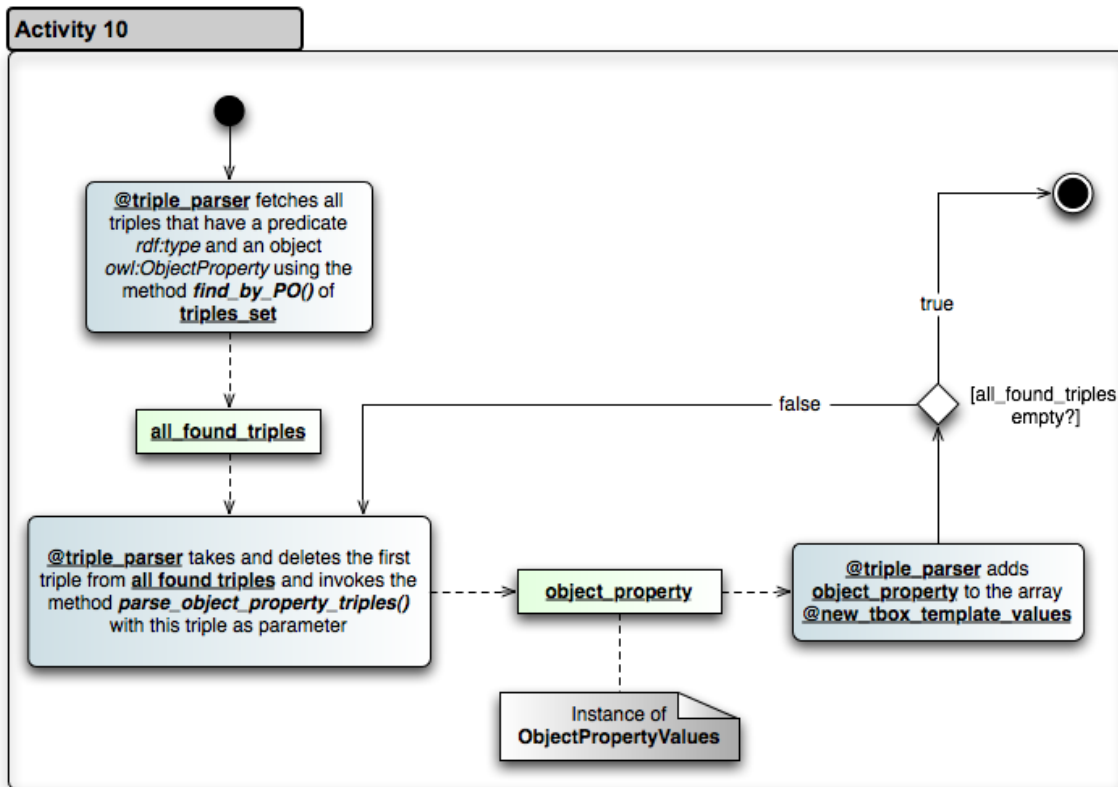 Activity 10
@triple_parser fetches all
triples that have a predicate
rdf:type and an object
owl:ObjectProperty using the
method find_by_PO() of
triples_set
true
[all_found_triples
empty?]
false
all_found_triples
@triple_parser takes and deletes the first
triple from all found triples and invokes the
method parse_object_property_triples()
with this triple as parameter
object_property
@triple_parser adds
object_property to the array
@new_tbox_template_values
Instance of
ObjectPropertyValues